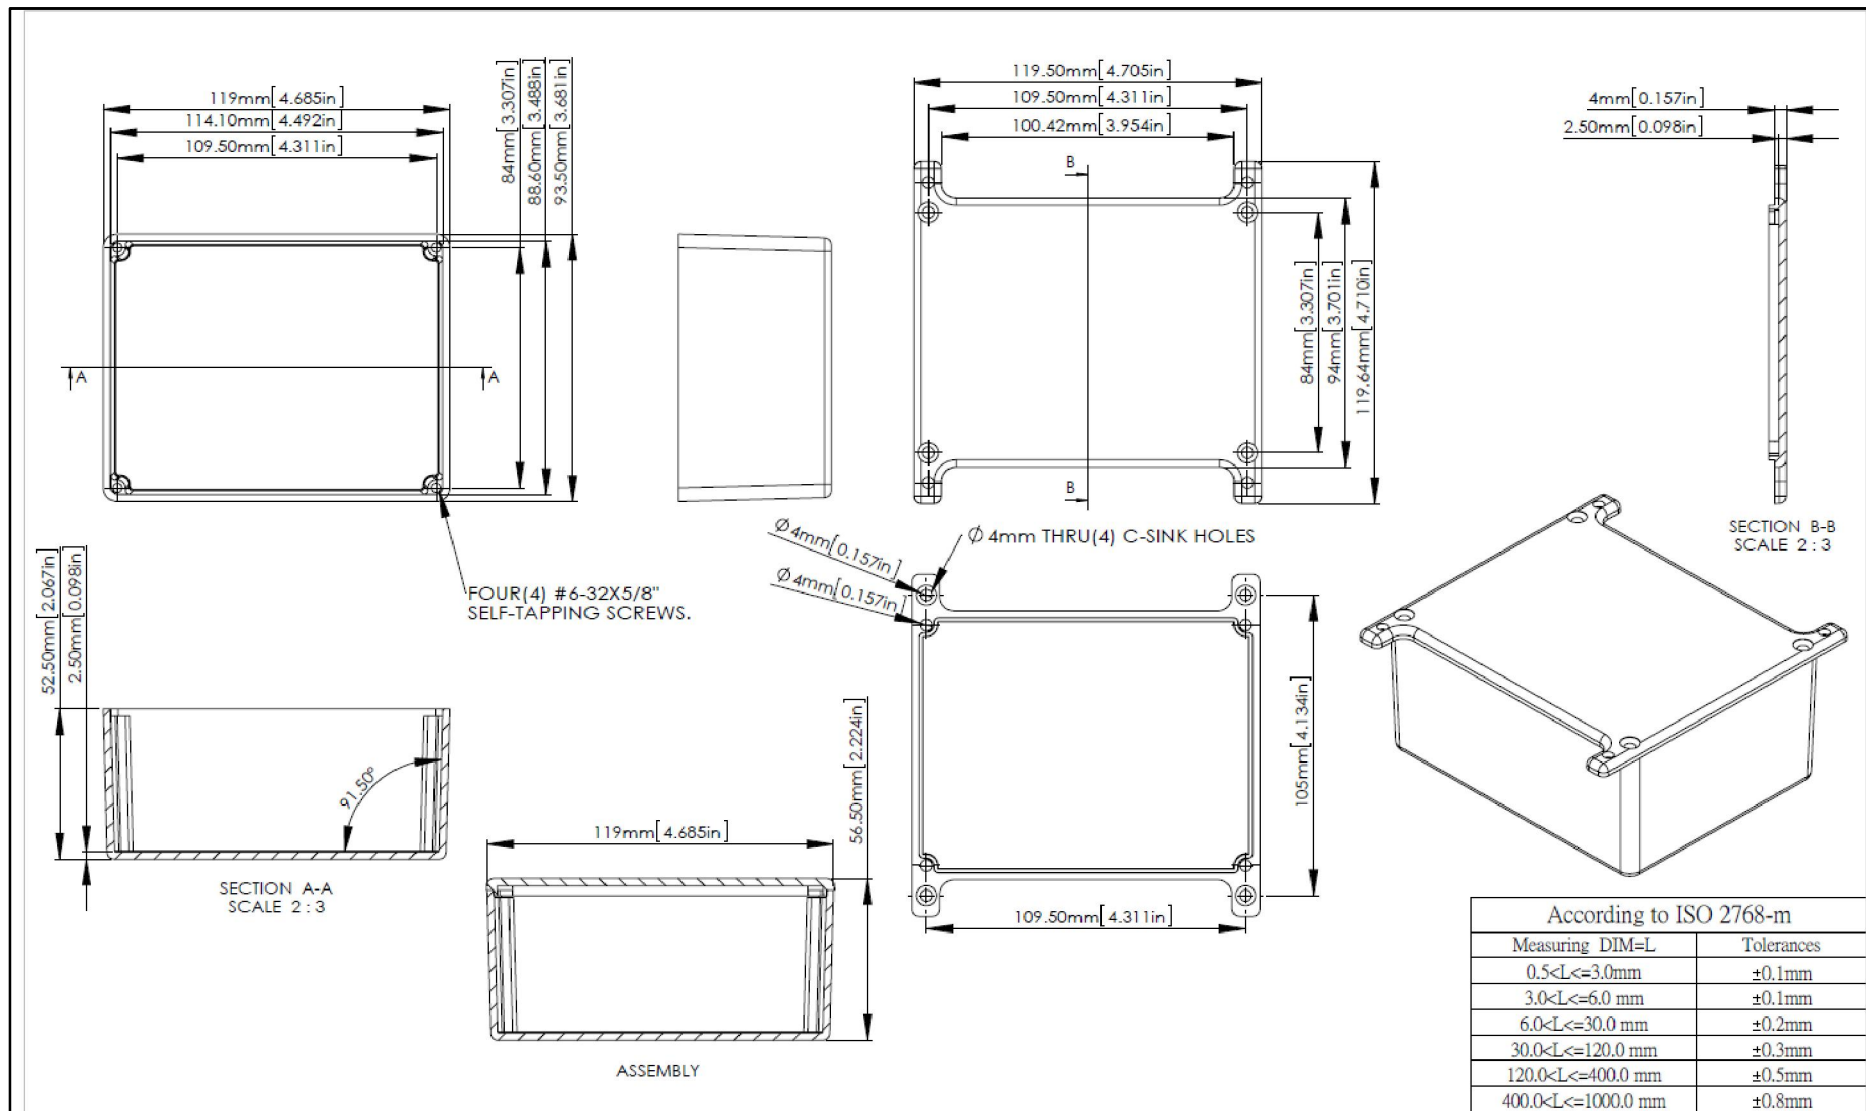 119mm[4.685in]
114.10mm[4.492in]
109.50mm[4.311in]
84mm[3.307in]
88.60mm[3.488in]
93.50mm[3.681in]
A
A
FOUR(4) #6-32X5/8"
SELF-TAPPING SCREWS.
119.50mm[4.705in]
109.50mm[4.311in]
100.42mm[3.954in]
B
B
84mm[3.307in]
94mm[3.701in]
119.64mm[4.710in]
4mm[0.157in]
2.50mm[0.098in]
SECTION B-B
SCALE 2 : 3
52.50mm[2.067in]
2.50mm[0.098in]
91.50°
SECTION A-A
SCALE 2 : 3
119mm[4.685in]
56.50mm[2.224in]
ASSEMBLY
Ø4mm[0.157in]
Ø4mm[0.157in]
Ø 4mm THRU(4) C-SINK HOLES
105mm[4.134in]
109.50mm[4.311in]
According to ISO 2768-m
Measuring DIM=L Tolerances
0.5<L<=3.0mm ±0.1mm
3.0<L<=6.0 mm ±0.1mm
6.0<L<=30.0 mm ±0.2mm
30.0<L<=120.0 mm ±0.3mm
120.0<L<=400.0 mm ±0.5mm
400.0<L<=1000.0 mm ±0.8mm